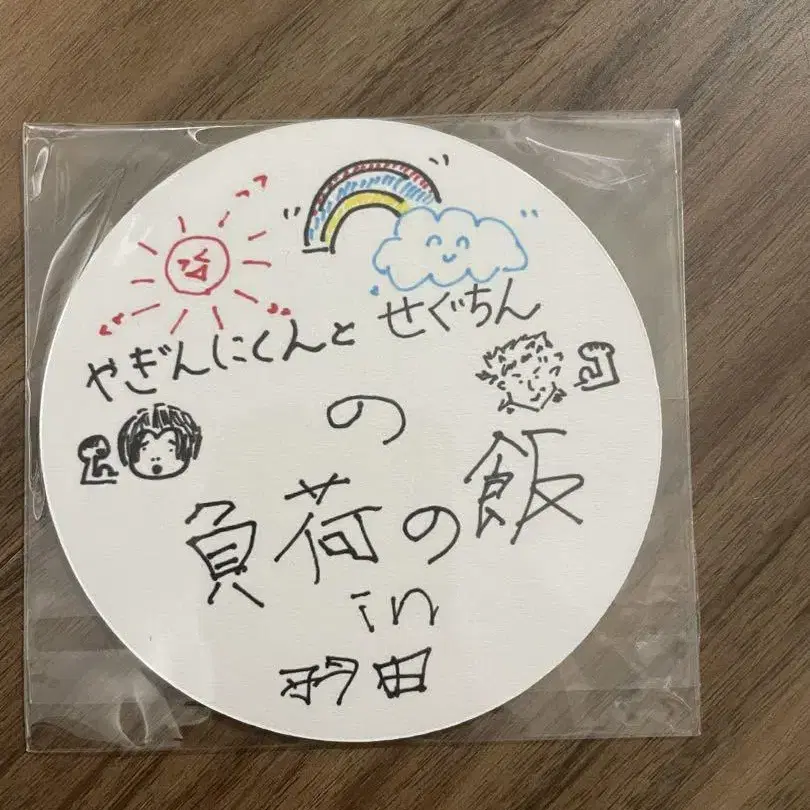 やぎんにくんと せぐちん
の
負荷の飯
in
羽田